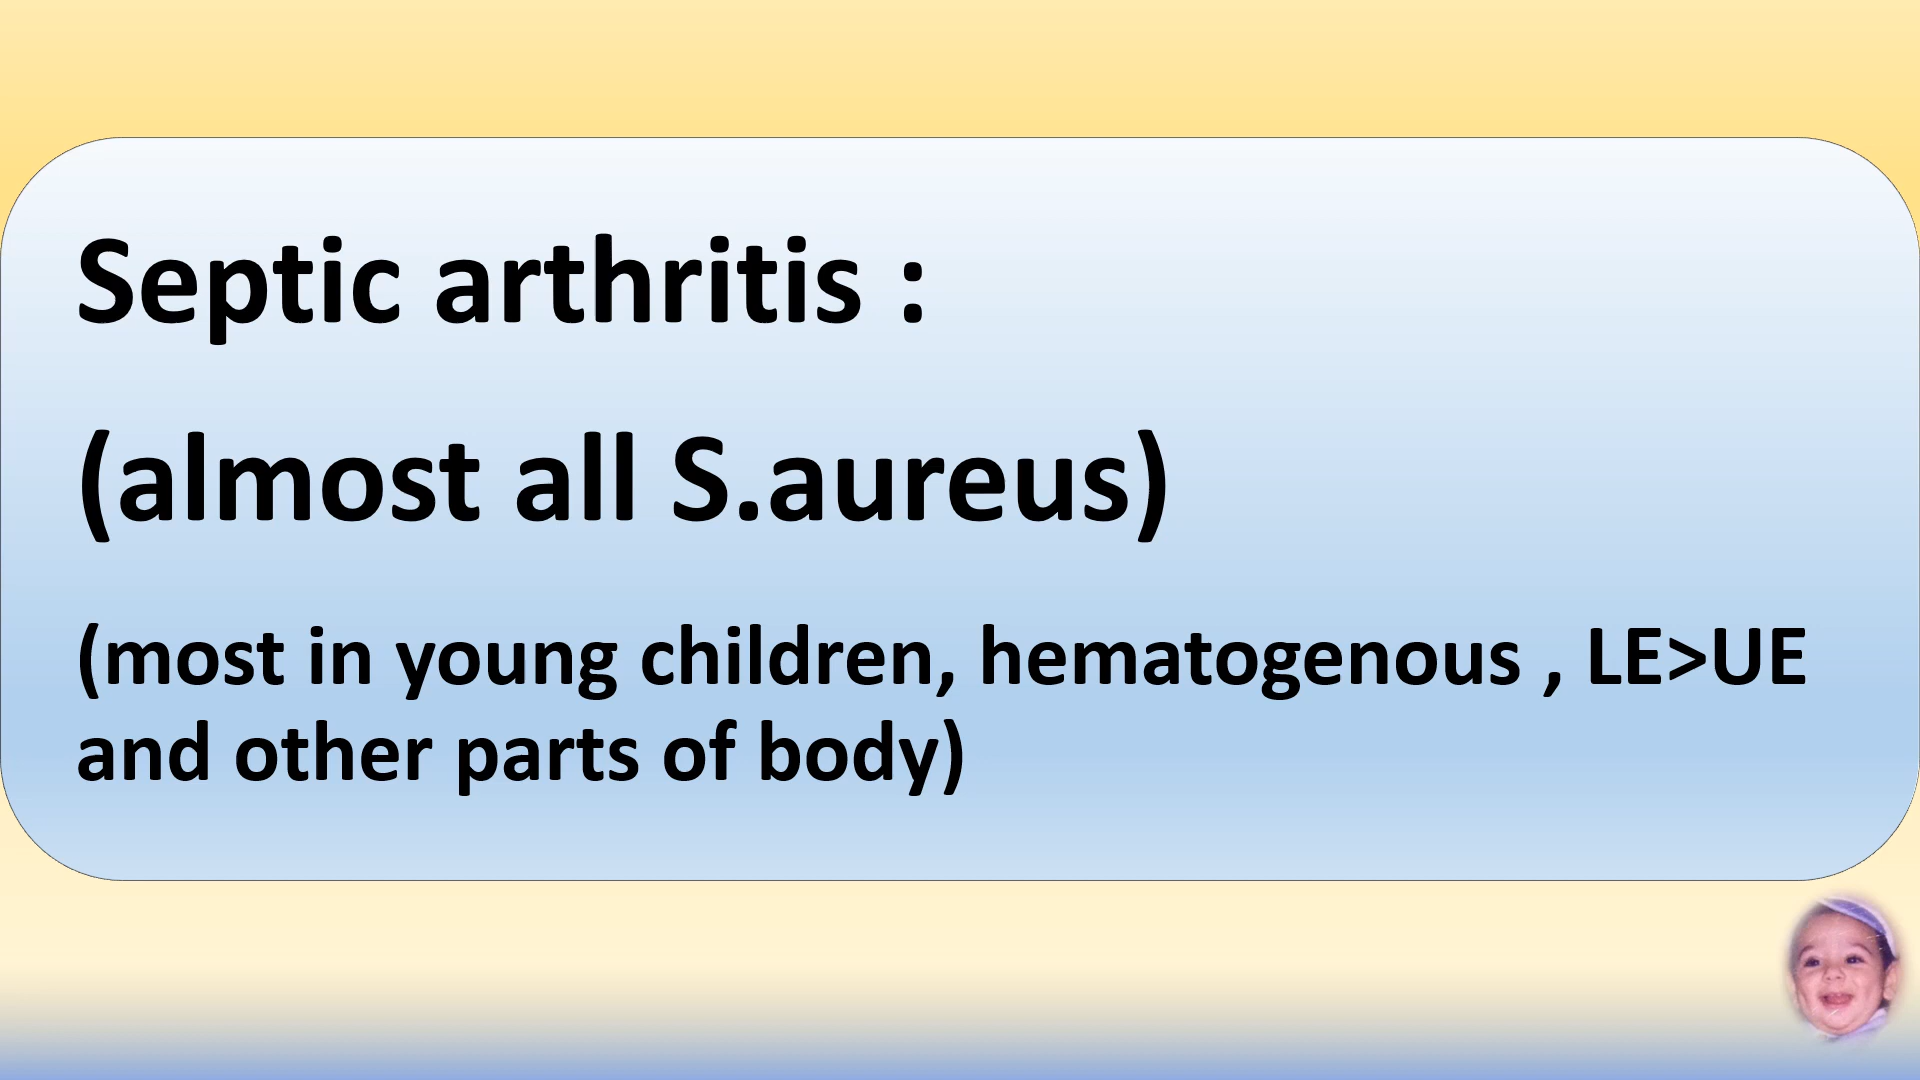 Septic arthritis :
(almost all S.aureus)
(most in young children, hematogenous , LE>UE
and other parts of body)